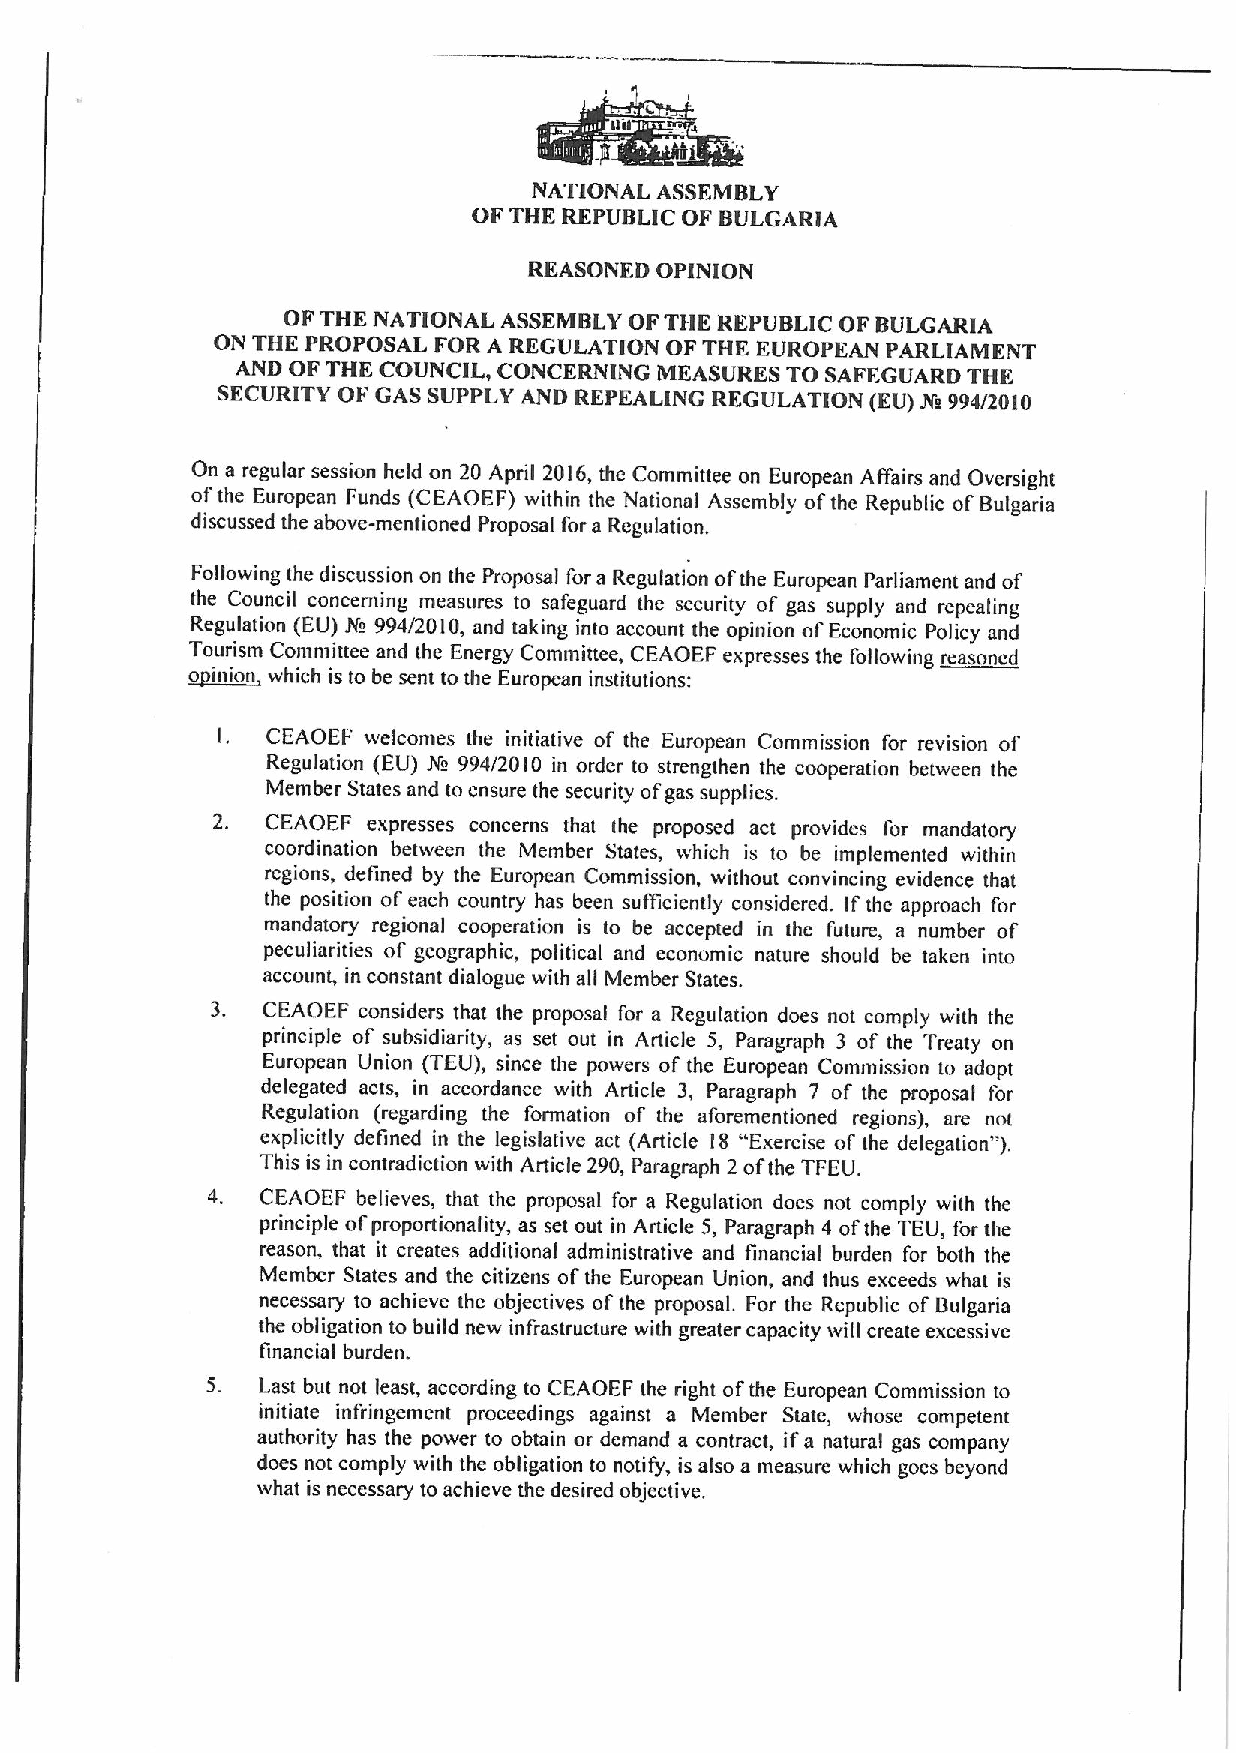 NATIONAL ASSEMBLY
OF THE REPUBLIC OF BULGARIA
REASONED OPINION
OF THE NATIONAL ASSEMBLY OF THE REPUBLIC OF BULGARIA
ON THE PROPOSAL FOR A REGULATION OF THE EUROPEAN PARLIAMENT
AND OF THE COUNCIL, CONCERNING MEASURES TO SAFEGUARD THE
SECURITY OF GAS SUPPLY AND REPEALING REGULATION (EU) № 994/2010
On a regular session held on 20 April 2016, the Committee on European Affairs and Oversight
of the European Funds (CEAOEF) within the National Assembly of the Republic of Bulgaria
discussed the above-mentioned Proposal for a Regulation.
Following the discussion on the Proposal for a Regulation of the European Parliament and of
the Council concerning measures to safeguard the security of gas supply and repealing
Regulation (EU) № 994/2010, and taking into account the opinion of Economic Policy and
Tourism Committee and the Energy Committee, CEAOEF expresses the following reasoned
opinion, which is to be sent to the European institutions:
1. CEAOEF welcomes the initiative of the European Commission for revision of
Regulation (EU) № 994/2010 in order to strengthen the cooperation between the
Member States and to ensure the security of gas supplies.
2. CEAOEF expresses concerns that the proposed act provides for mandatory
coordination between the Member States, which is to be implemented within
regions, defined by the European Commission, without convincing evidence that
the position of each country has been sufficiently considered. If the approach for
mandatory regional cooperation is to be accepted in the future, a number of
peculiarities of geographic, political and economic nature should be taken into
account, in constant dialogue with all Member States.
3. CEAOEF considers that the proposal for a Regulation does not comply with the
principle of subsidiarity, as set out in Article 5, Paragraph 3 of the Treaty on
European Union (TEU), since the powers of the European Commission to adopt
delegated acts, in accordance with Article 3, Paragraph 7 of the proposal for
Regulation (regarding the formation of the aforementioned regions), are not
explicitly defined in the legislative act (Article 18 "Exercise of the delegation").
This is in contradiction with Article 290, Paragraph 2 of the TFEU.
4. CEAOEF believes, that the proposal for a Regulation does not comply with the
principle of proportionality, as set out in Article 5, Paragraph 4 of the TEU, for the
reason, that it creates additional administrative and financial burden for both the
Member States and the citizens of the European Union, and thus exceeds what is
necessary to achieve the objectives of the proposal. For the Republic of Bulgaria
the obligation to build new infrastructure with greater capacity will create excessive
financial burden.
5. Last but not least, according to CEAOEF the right of the European Commission to
initiate infringement proceedings against a Member State, whose competent
authority has the power to obtain or demand a contract, if a natural gas company
does not comply with the obligation to notify, is also a measure which goes beyond
what is necessary to achieve the desired objective.